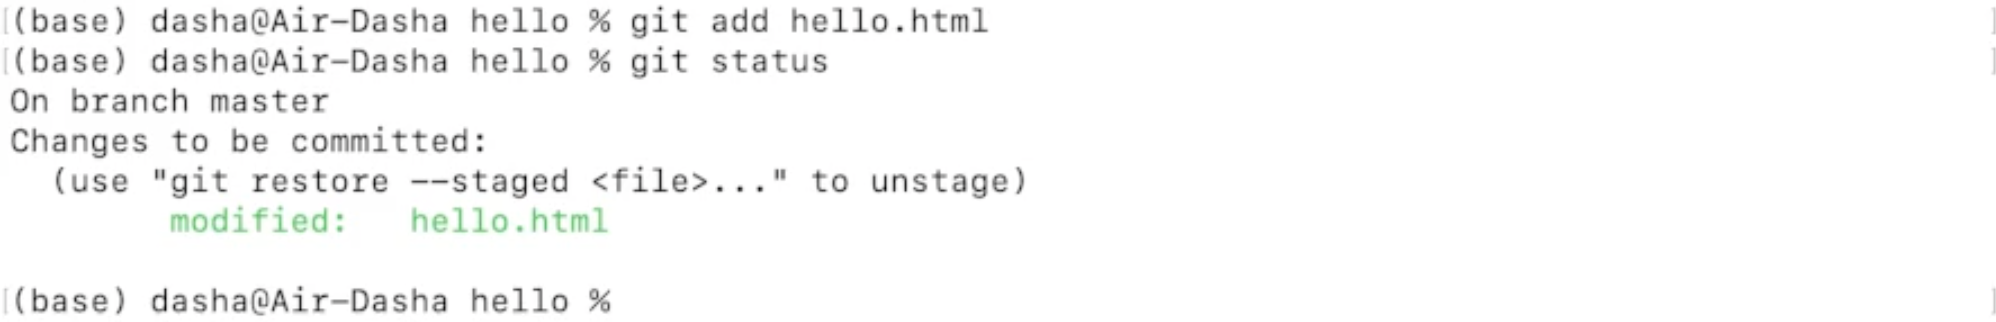 [(base) dasha@Air-Dasha hello % git add hello.html ]
[(base) dasha@Air-Dasha hello % git status ]
On branch master
Changes to be committed:
  (use "git restore --staged <file>..." to unstage)
        modified:   hello.html

[(base) dasha@Air-Dasha hello % ]